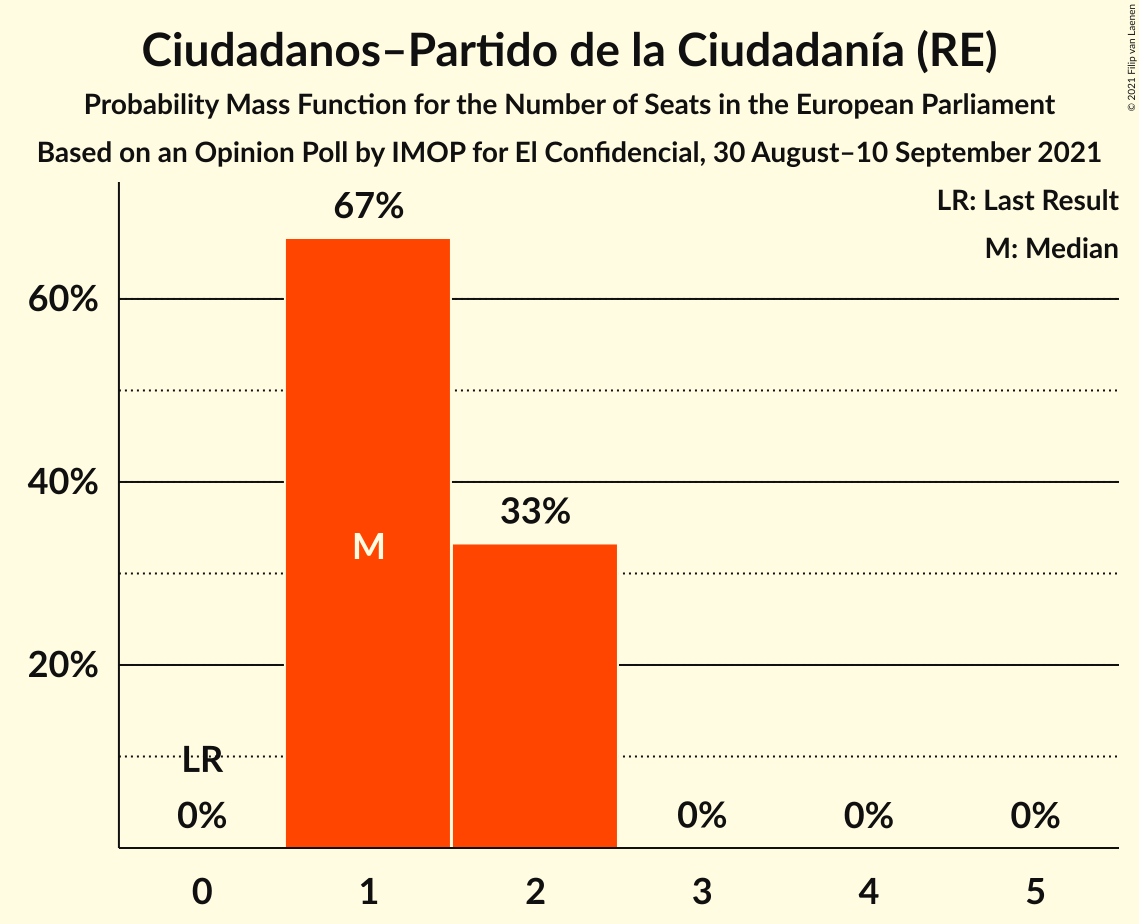 Ciudadanos–Partido de la Ciudadanía (RE)
Probability Mass Function for the Number of Seats in the European Parliament
Based on an Opinion Poll by IMOP for El Confidencial, 30 August–10 September 2021
© 2021 Filip van Laenen
LR: Last Result
M: Median
67%
60%
40%
33%
M
20%
LR
0%
0%
0%
0%
0 1 2 3 4 5